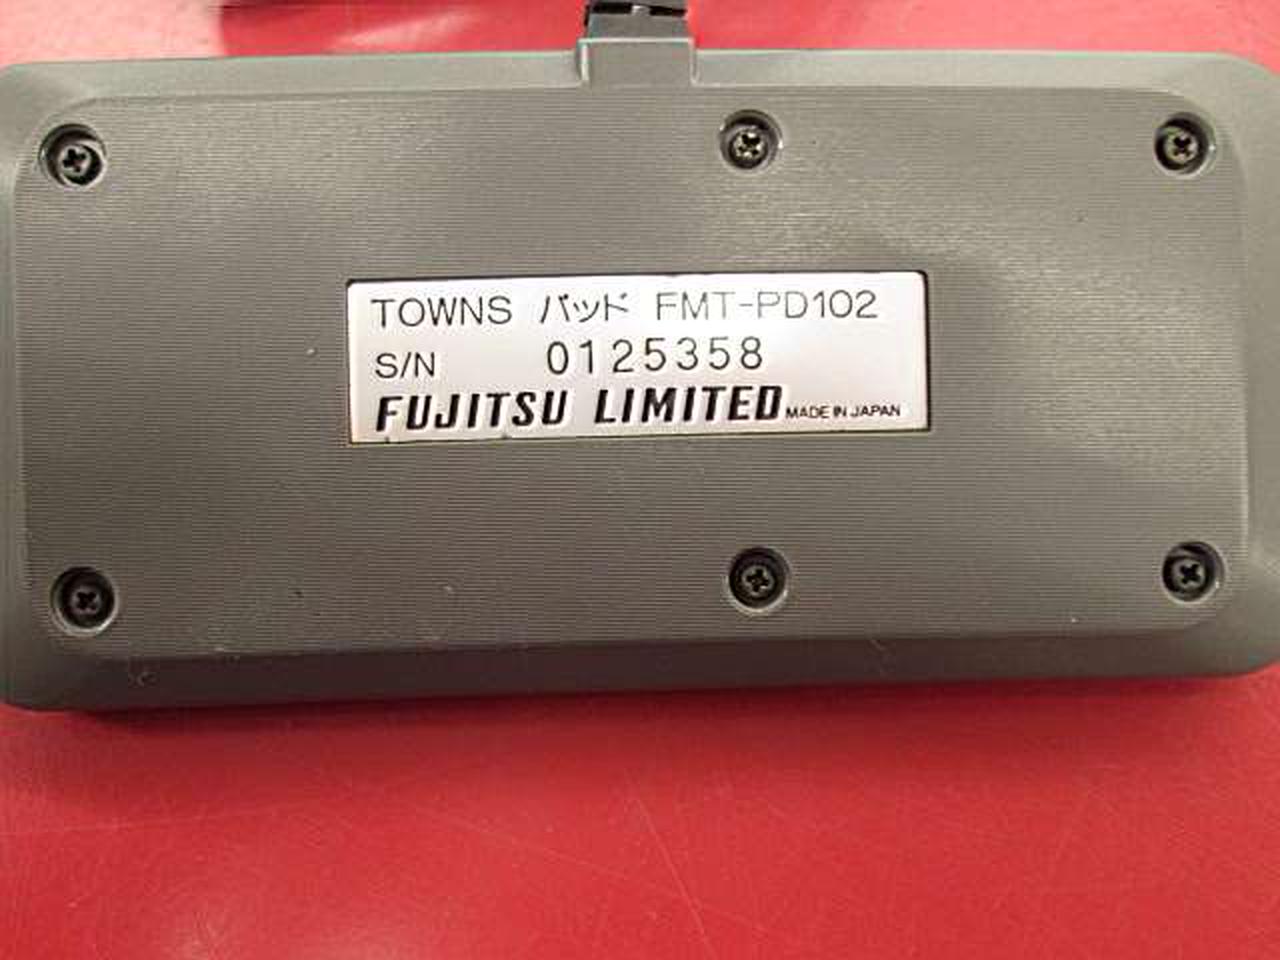 TOWNS パッド FMT-PD102
S/N 0125358
FUJITSU LIMITED MADE IN JAPAN